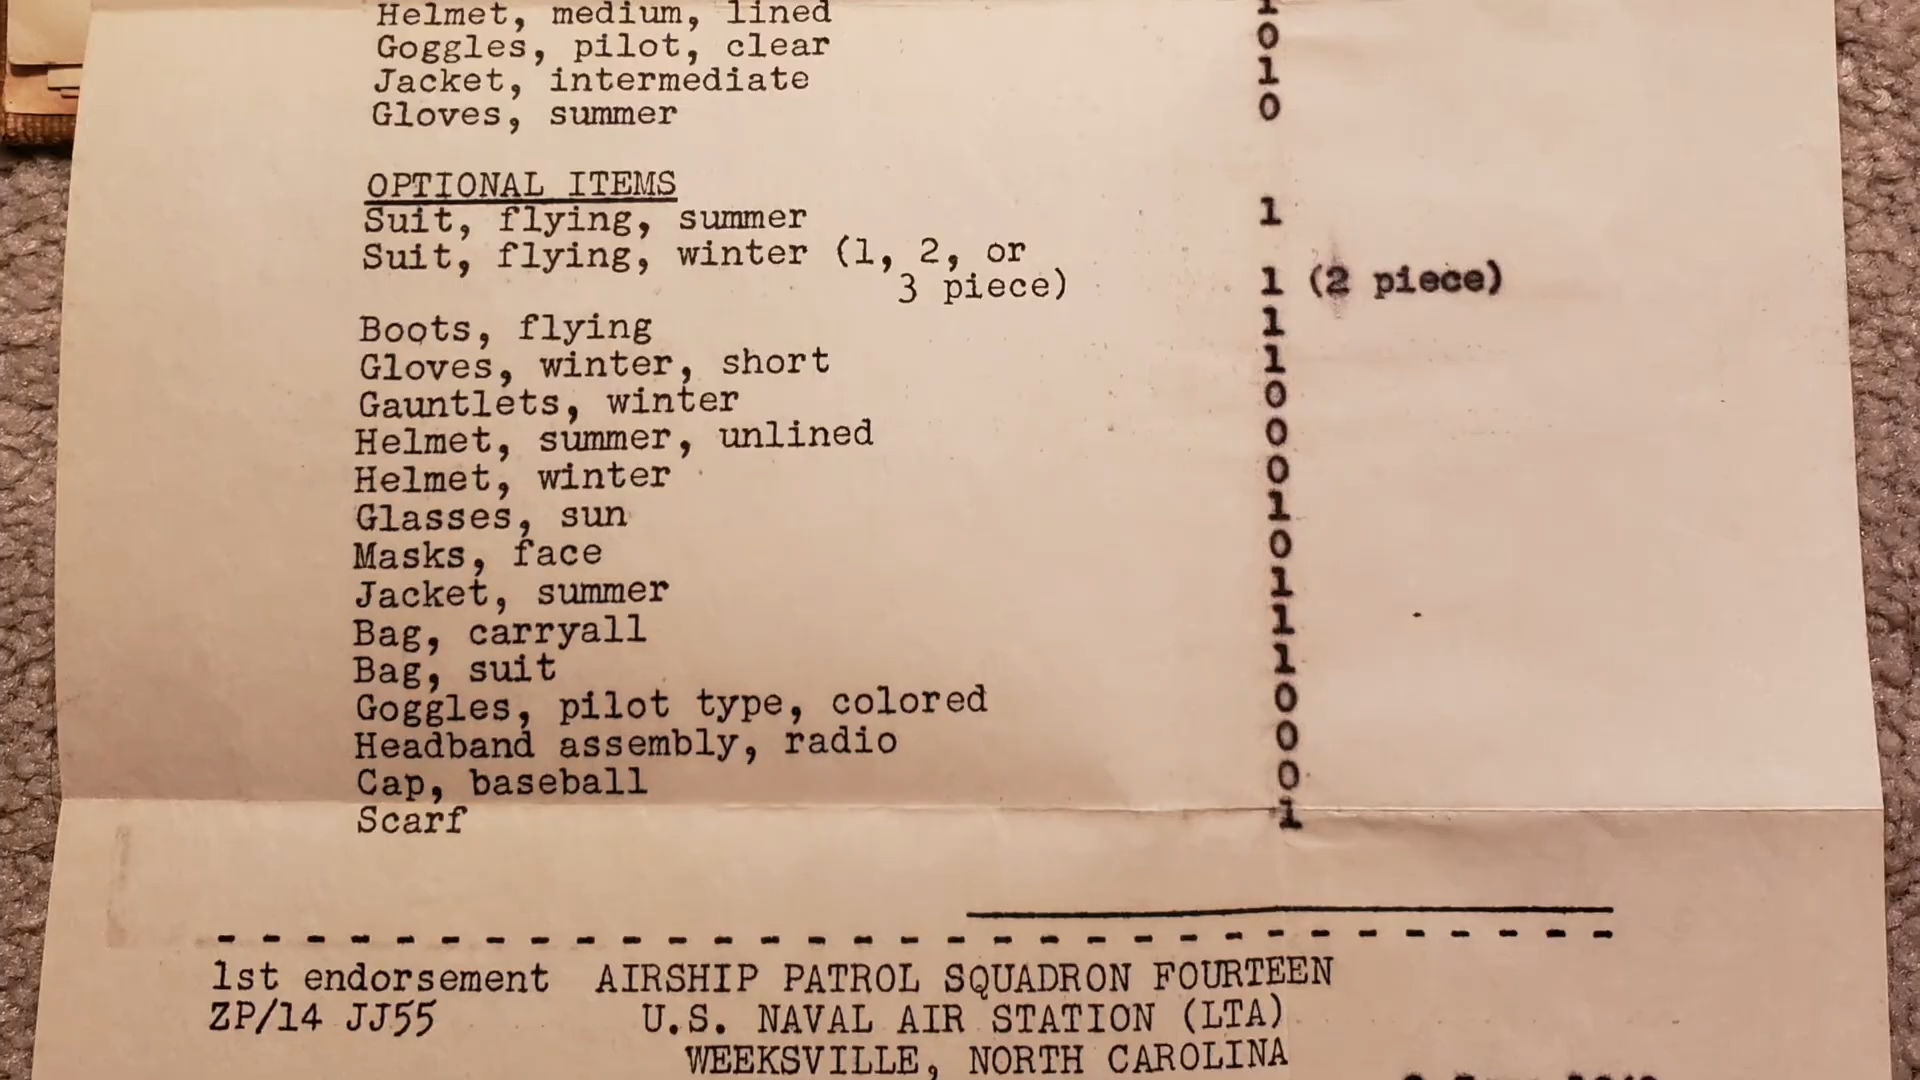 Helmet, medium, lined 1
Goggles, pilot, clear 0
Jacket, intermediate 1
Gloves, summer 0
OPTIONAL ITEMS
Suit, flying, summer 1
Suit, flying, winter (1, 2, or
3 piece) 1 (2 piece)
Boots, flying 1
Gloves, winter, short 1
Gauntlets, winter 0
Helmet, summer, unlined 0
Helmet, winter 0
Glasses, sun 1
Masks, face 0
Jacket, summer 1
Bag, carryall 1
Bag, suit 1
Goggles, pilot type, colored 0
Headband assembly, radio 0
Cap, baseball 0
Scarf 1
1st endorsement AIRSHIP PATROL SQUADRON FOURTEEN
ZP/14 JJ55 U.S. NAVAL AIR STATION (LTA)
WEEKSVILLE, NORTH CAROLINA